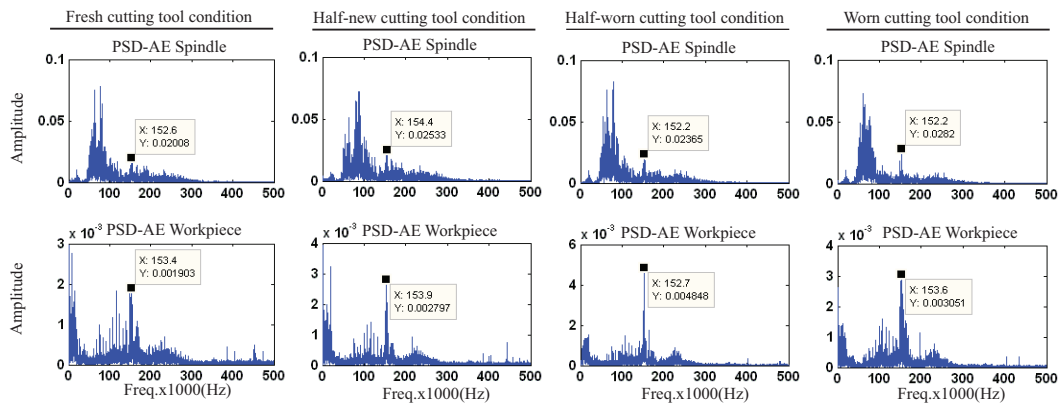 Fresh cutting tool condition
Half-new cutting tool condition
Half-worn cutting tool condition
Worn cutting tool condition
PSD-AE Spindle
PSD-AE Spindle
PSD-AE Spindle
PSD-AE Spindle
Amplitude
0.1
0.05
0
X: 152.6
Y: 0.02008
0 100 200 300 400 500
0.1
0.05
0
X: 154.4
Y: 0.02533
0 100 200 300 400 500
0.1
0.05
0
X: 152.2
Y: 0.02365
0 100 200 300 400 500
0.1
0.05
0
X: 152.2
Y: 0.0282
0 100 200 300 400 500
x 10⁻³ PSD-AE Workpiece
x 10⁻³ PSD-AE Workpiece
x 10⁻³ PSD-AE Workpiece
x 10⁻³ PSD-AE Workpiece
Amplitude
3
2
1
0
X: 153.4
Y: 0.001903
0 100 200 300 400 500
Freq.x1000(Hz)
4
3
2
1
0
X: 153.9
Y: 0.002797
0 100 200 300 400 500
Freq.x1000(Hz)
6
4
2
0
X: 152.7
Y: 0.004848
0 100 200 300 400 500
Freq.x1000(Hz)
4
3
2
1
0
X: 153.6
Y: 0.003051
0 100 200 300 400 500
Freq.x1000(Hz)